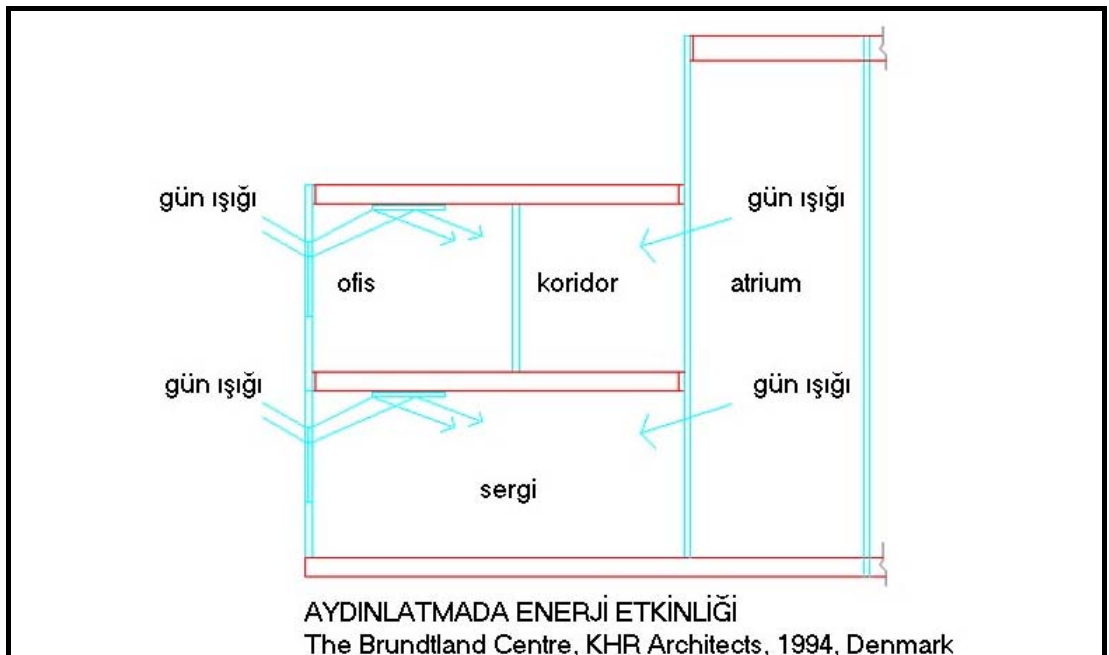 gün ışığı
gün ışığı
ofis
koridor
atrium
gün ışığı
gün ışığı
sergi
AYDINLATMADA ENERJİ ETKİNLİĞİ
The Brundtland Centre, KHR Architects, 1994, Denmark